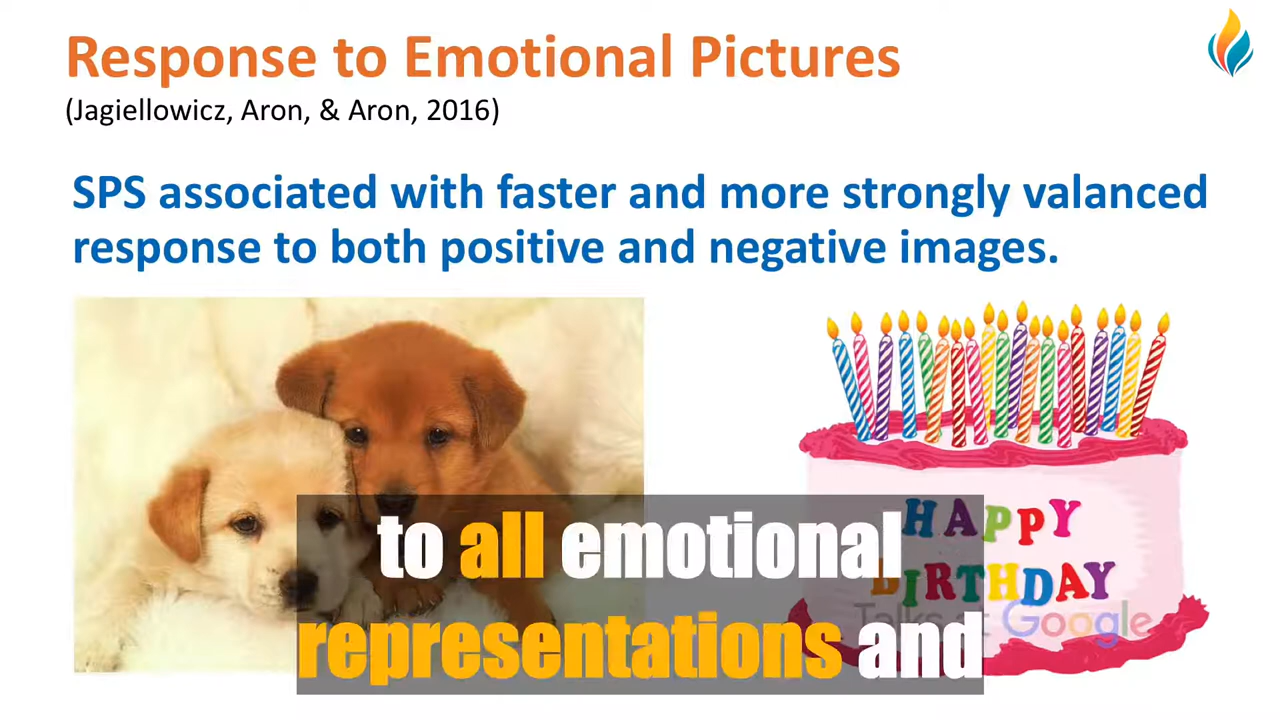 Response to Emotional Pictures
(Jagiellowicz, Aron, & Aron, 2016)
SPS associated with faster and more strongly valanced
response to both positive and negative images.
HAPPY
BIRTHDAY
Talks at Google
to all emotional
representations and